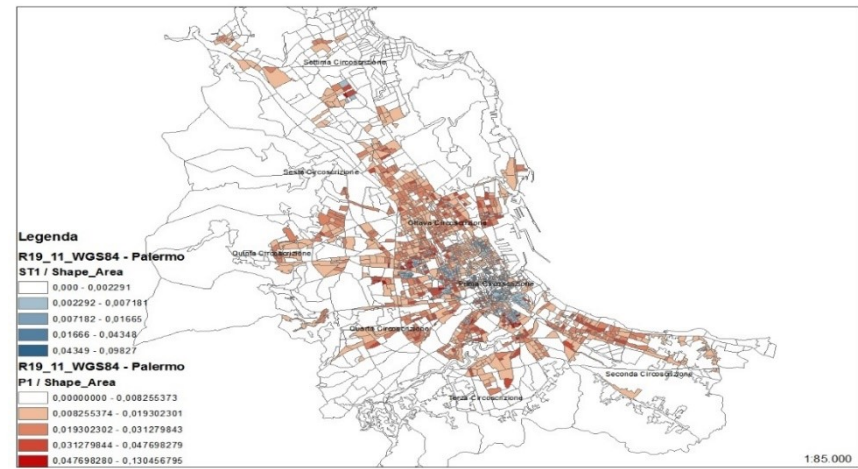 Settima Circoscrizione
Sesta Circoscrizione
Ottava Circoscrizione
Quinta Circoscrizione
Prima Circoscrizione
Quarta Circoscrizione
Seconda Circoscrizione
Terza Circoscrizione
Legenda
R19_11_WGS84 - Palermo
ST1 / Shape_Area
0,000 - 0,002291
0,002292 - 0,007181
0,007182 - 0,01665
0,01666 - 0,04348
0,04349 - 0,09827
R19_11_WGS84 - Palermo
P1 / Shape_Area
0,00000000 - 0,008255373
0,008255374 - 0,019302301
0,019302302 - 0,031279843
0,031279844 - 0,047698279
0,047698280 - 0,130456795
1:85.000